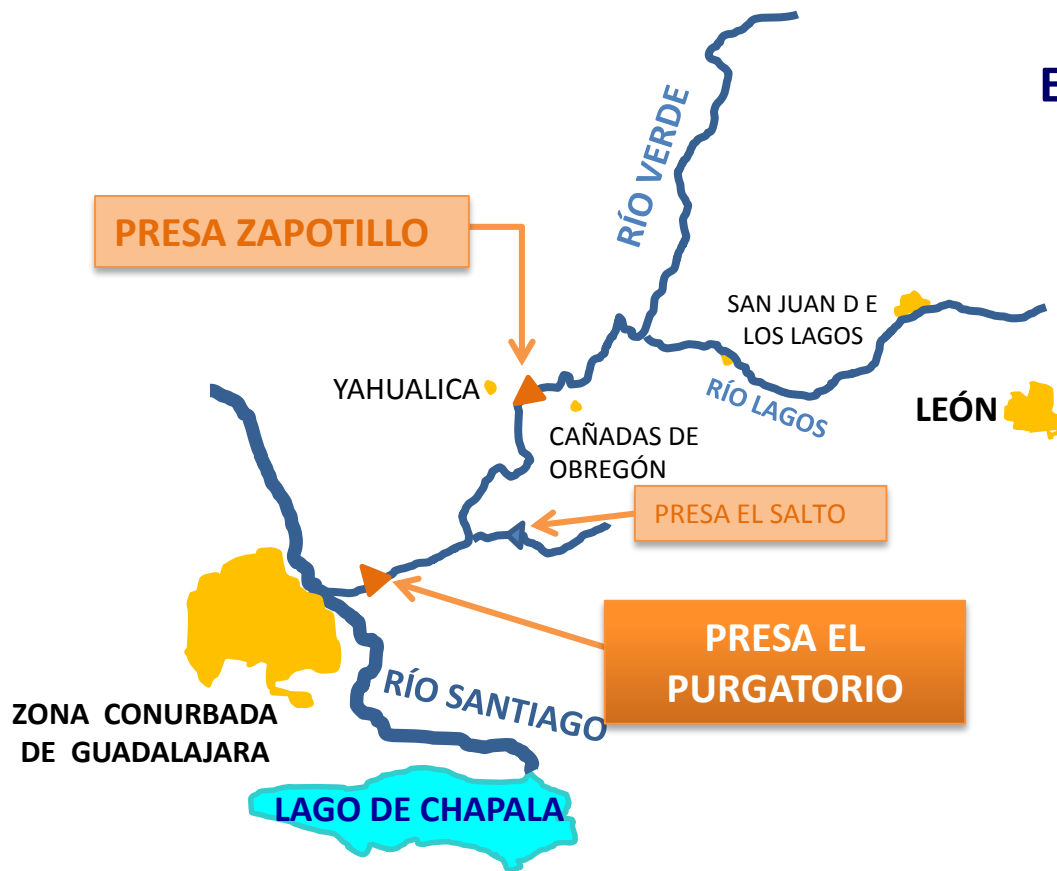 E
RÍO VERDE
PRESA ZAPOTILLO
SAN JUAN D E
LOS LAGOS
YAHUALICA
RÍO LAGOS
LEÓN
CAÑADAS DE
OBREGÓN
PRESA EL SALTO
PRESA EL
PURGATORIO
RÍO SANTIAGO
ZONA CONURBADA
DE GUADALAJARA
LAGO DE CHAPALA